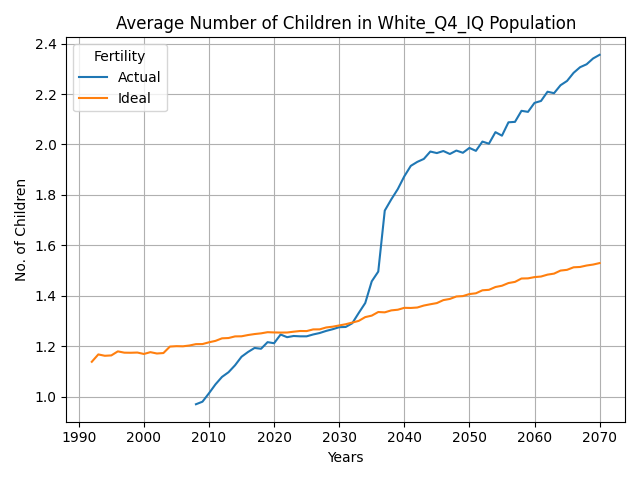 Average Number of Children in White_Q4_IQ Population
Fertility
Actual
Ideal
No. of Children
2.4
2.2
2.0
1.8
1.6
1.4
1.2
1.0
1990 2000 2010 2020 2030 2040 2050 2060 2070
Years